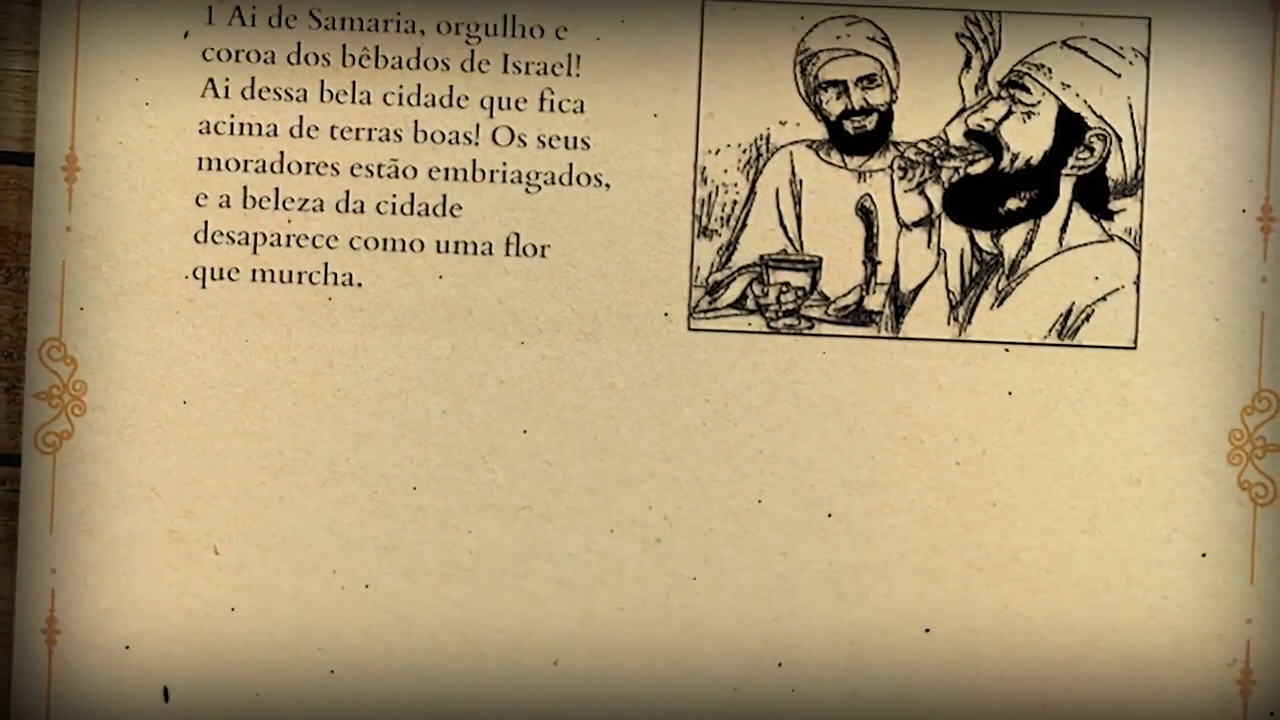 1 Ai de Samaria, orgulho e
coroa dos bêbados de Israel!
Ai dessa bela cidade que fica
acima de terras boas! Os seus
moradores estão embriagados,
e a beleza da cidade
desaparece como uma flor
que murcha.